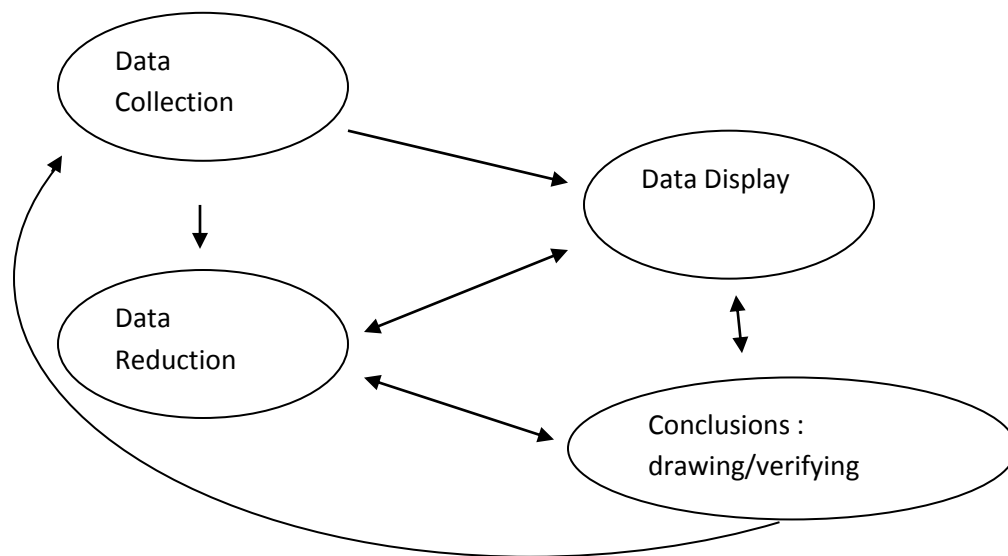 Data
Collection
Data Display
Data
Reduction
Conclusions :
drawing/verifying